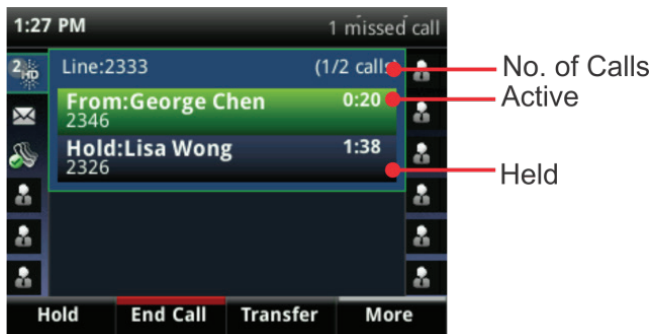 1:27 PM 1 missed call
2 HD Line:2333 (1/2 calls) No. of Calls
From:George Chen 0:20 Active
2346
Hold:Lisa Wong 1:38
2326 Held
Hold End Call Transfer More